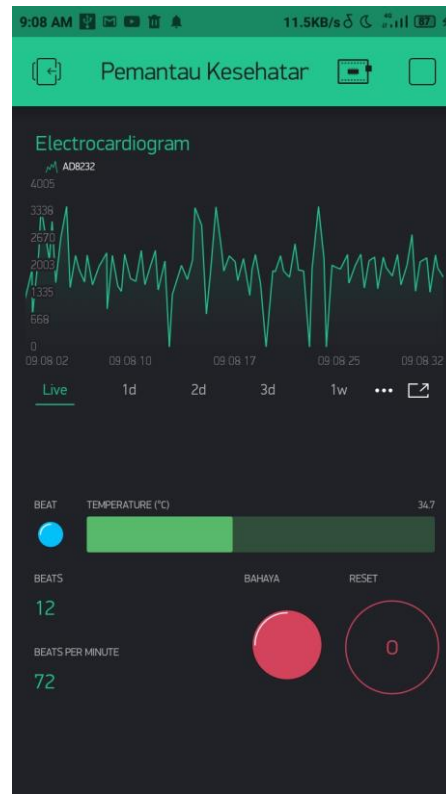 9:08 AM 11.5KB/s 4G 87
Pemantau Kesehatar
Electrocardiogram
AD8232
4005
3338
2670
2003
1335
668
0
09 08 02 09 08 10 09 08 17 09 08 25 09 08 32
Live 1d 2d 3d 1w •••
BEAT TEMPERATURE (°C) 34.7
BEATS BAHAYA RESET
12
0
BEATS PER MINUTE
72